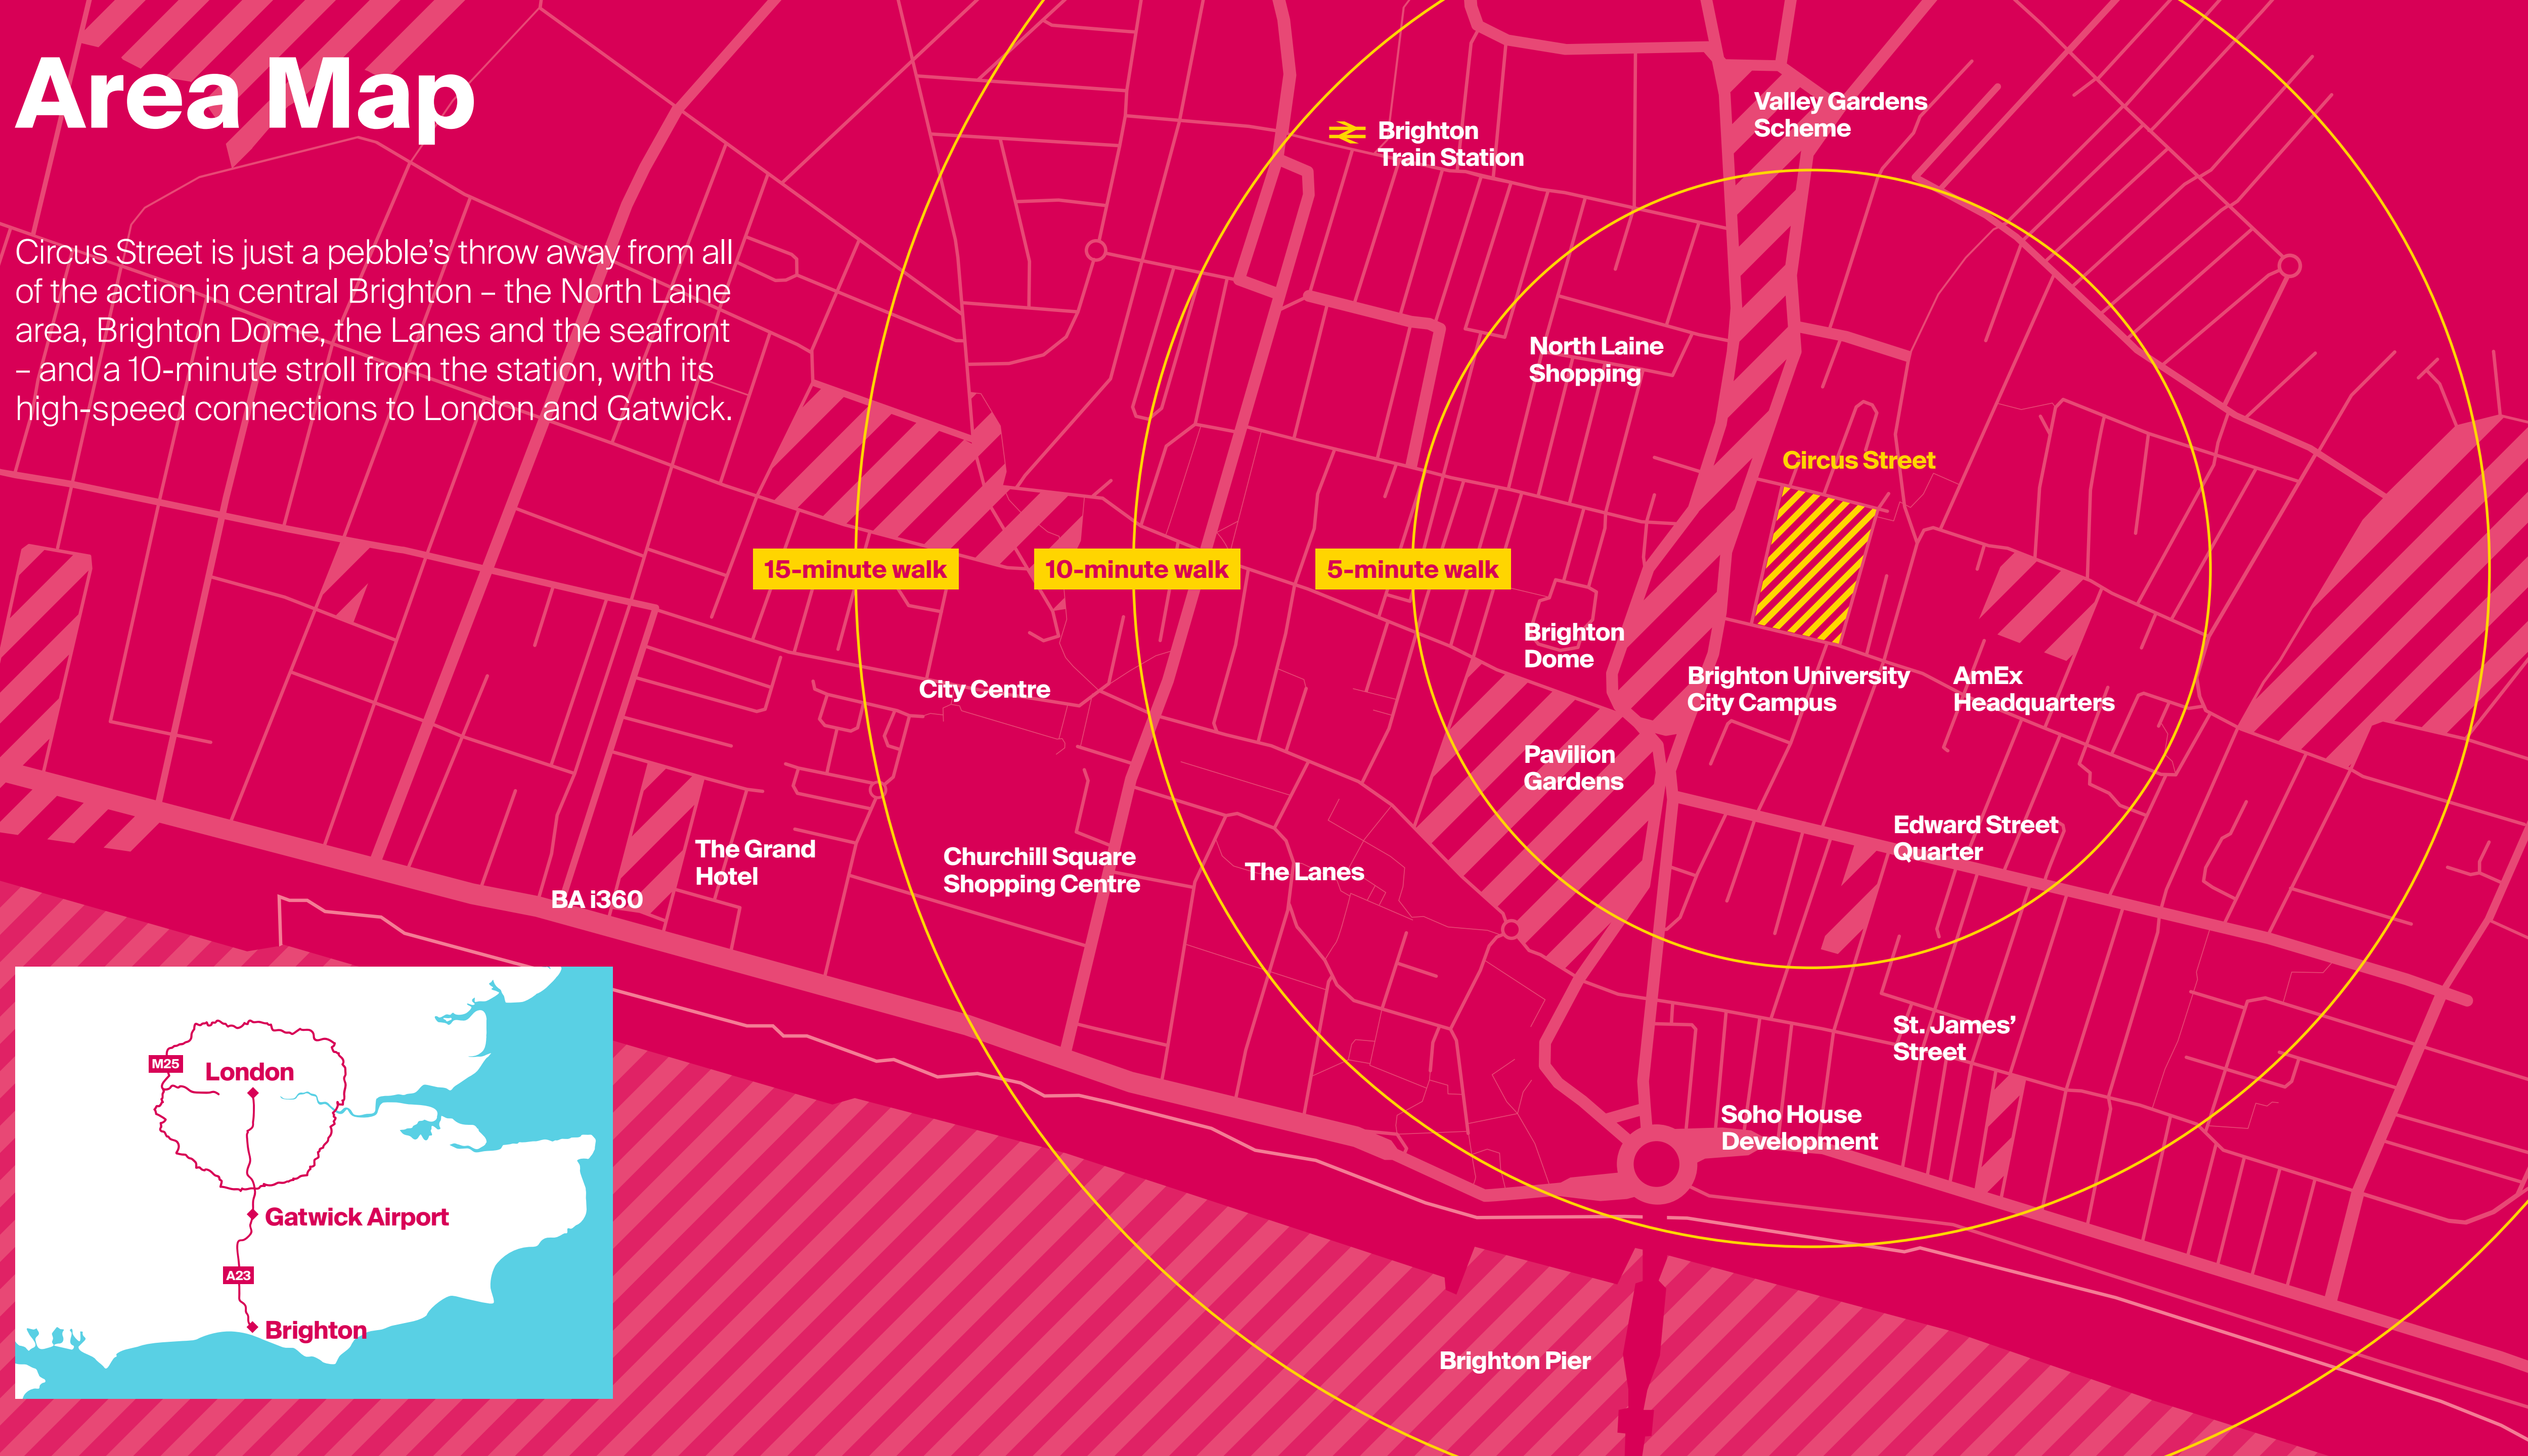 Area Map
Circus Street is just a pebble’s throw away from all
of the action in central Brighton – the North Laine
area, Brighton Dome, the Lanes and the seafront
– and a 10-minute stroll from the station, with its
high-speed connections to London and Gatwick.
Valley Gardens
Scheme
Brighton
Train Station
North Laine
Shopping
Circus Street
15-minute walk
10-minute walk
5-minute walk
Brighton
Dome
Brighton University
City Campus
AmEx
Headquarters
City Centre
Pavilion
Gardens
Edward Street
Quarter
The Grand
Hotel
Churchill Square
Shopping Centre
The Lanes
BA i360
St. James’
Street
Soho House
Development
Brighton Pier
M25
London
Gatwick Airport
A23
Brighton